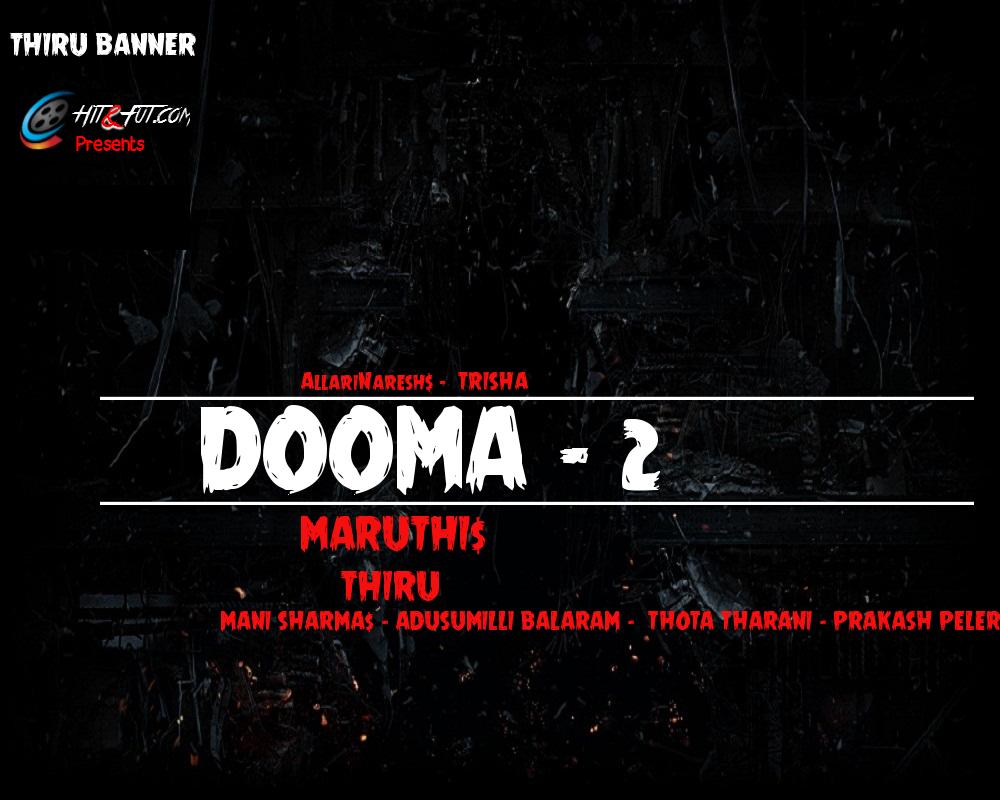 THIRU BANNER
HIT&FUT.COM
Presents
ALLARINARESH$ - TRISHA
DOOMA - 2
MARUTHI$
THIRU
MANI SHARMA$ - ADUSUMILLI BALARAM - THOTA THARANI - PRAKASH PELER